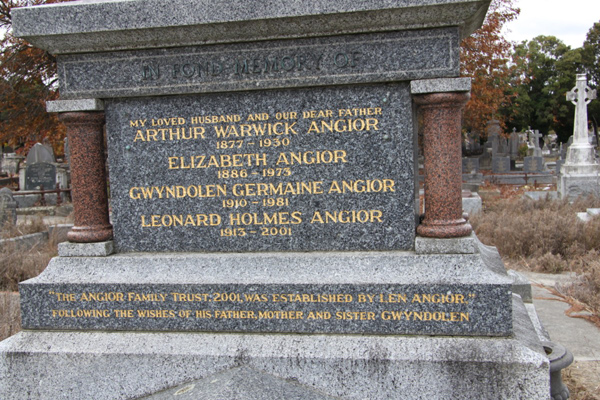 IN FOND MEMORY OF
MY LOVED HUSBAND AND OUR DEAR FATHER
ARTHUR WARWICK ANGIOR
1877 - 1930
ELIZABETH ANGIOR
1886 - 1975
GWYNDOLEN GERMAINE ANGIOR
1910 - 1981
LEONARD HOLMES ANGIOR
1913 - 2001
"THE ANGIOR FAMILY TRUST, 2001, WAS ESTABLISHED BY LEN ANGIOR,"
FOLLOWING THE WISHES OF HIS FATHER, MOTHER AND SISTER GWYNDOLEN